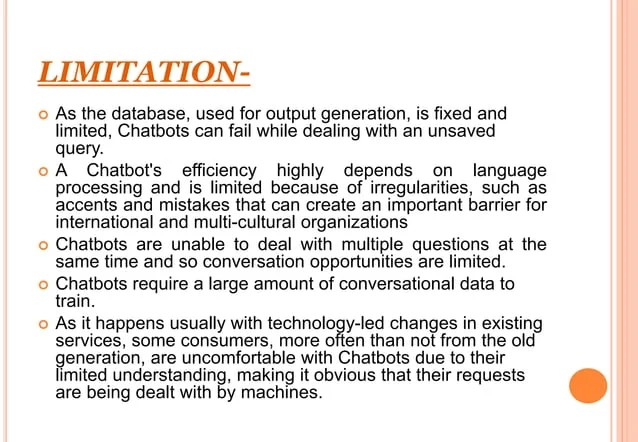 LIMITATION-
As the database, used for output generation, is fixed and
limited, Chatbots can fail while dealing with an unsaved
query.
A Chatbot's efficiency highly depends on language
processing and is limited because of irregularities, such as
accents and mistakes that can create an important barrier for
international and multi-cultural organizations
Chatbots are unable to deal with multiple questions at the
same time and so conversation opportunities are limited.
Chatbots require a large amount of conversational data to
train.
As it happens usually with technology-led changes in existing
services, some consumers, more often than not from the old
generation, are uncomfortable with Chatbots due to their
limited understanding, making it obvious that their requests
are being dealt with by machines.